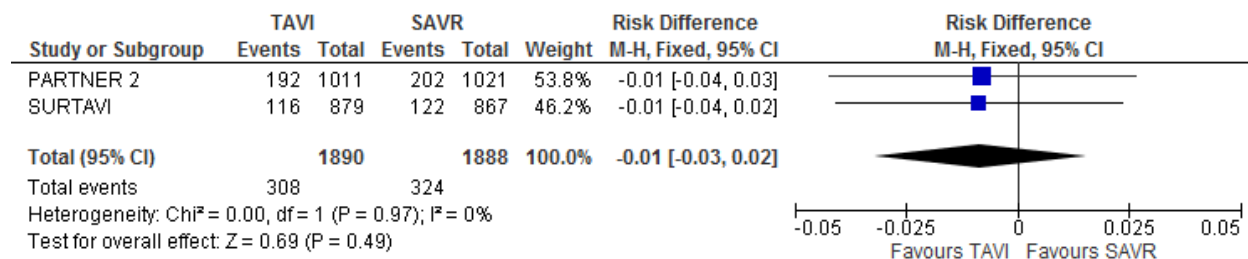 TAVI SAVR Risk Difference Risk Difference
Study or Subgroup Events Total Events Total Weight M-H, Fixed, 95% CI M-H, Fixed, 95% CI
PARTNER 2 192 1011 202 1021 53.8% -0.01 [-0.04, 0.03]
SURTAVI 116 879 122 867 46.2% -0.01 [-0.04, 0.02]
Total (95% CI) 1890 1888 100.0% -0.01 [-0.03, 0.02]
Total events 308 324
Heterogeneity: Chi² = 0.00, df = 1 (P = 0.97); I² = 0%
Test for overall effect: Z = 0.69 (P = 0.49)
-0.05 -0.025 0 0.025 0.05
Favours TAVI Favours SAVR